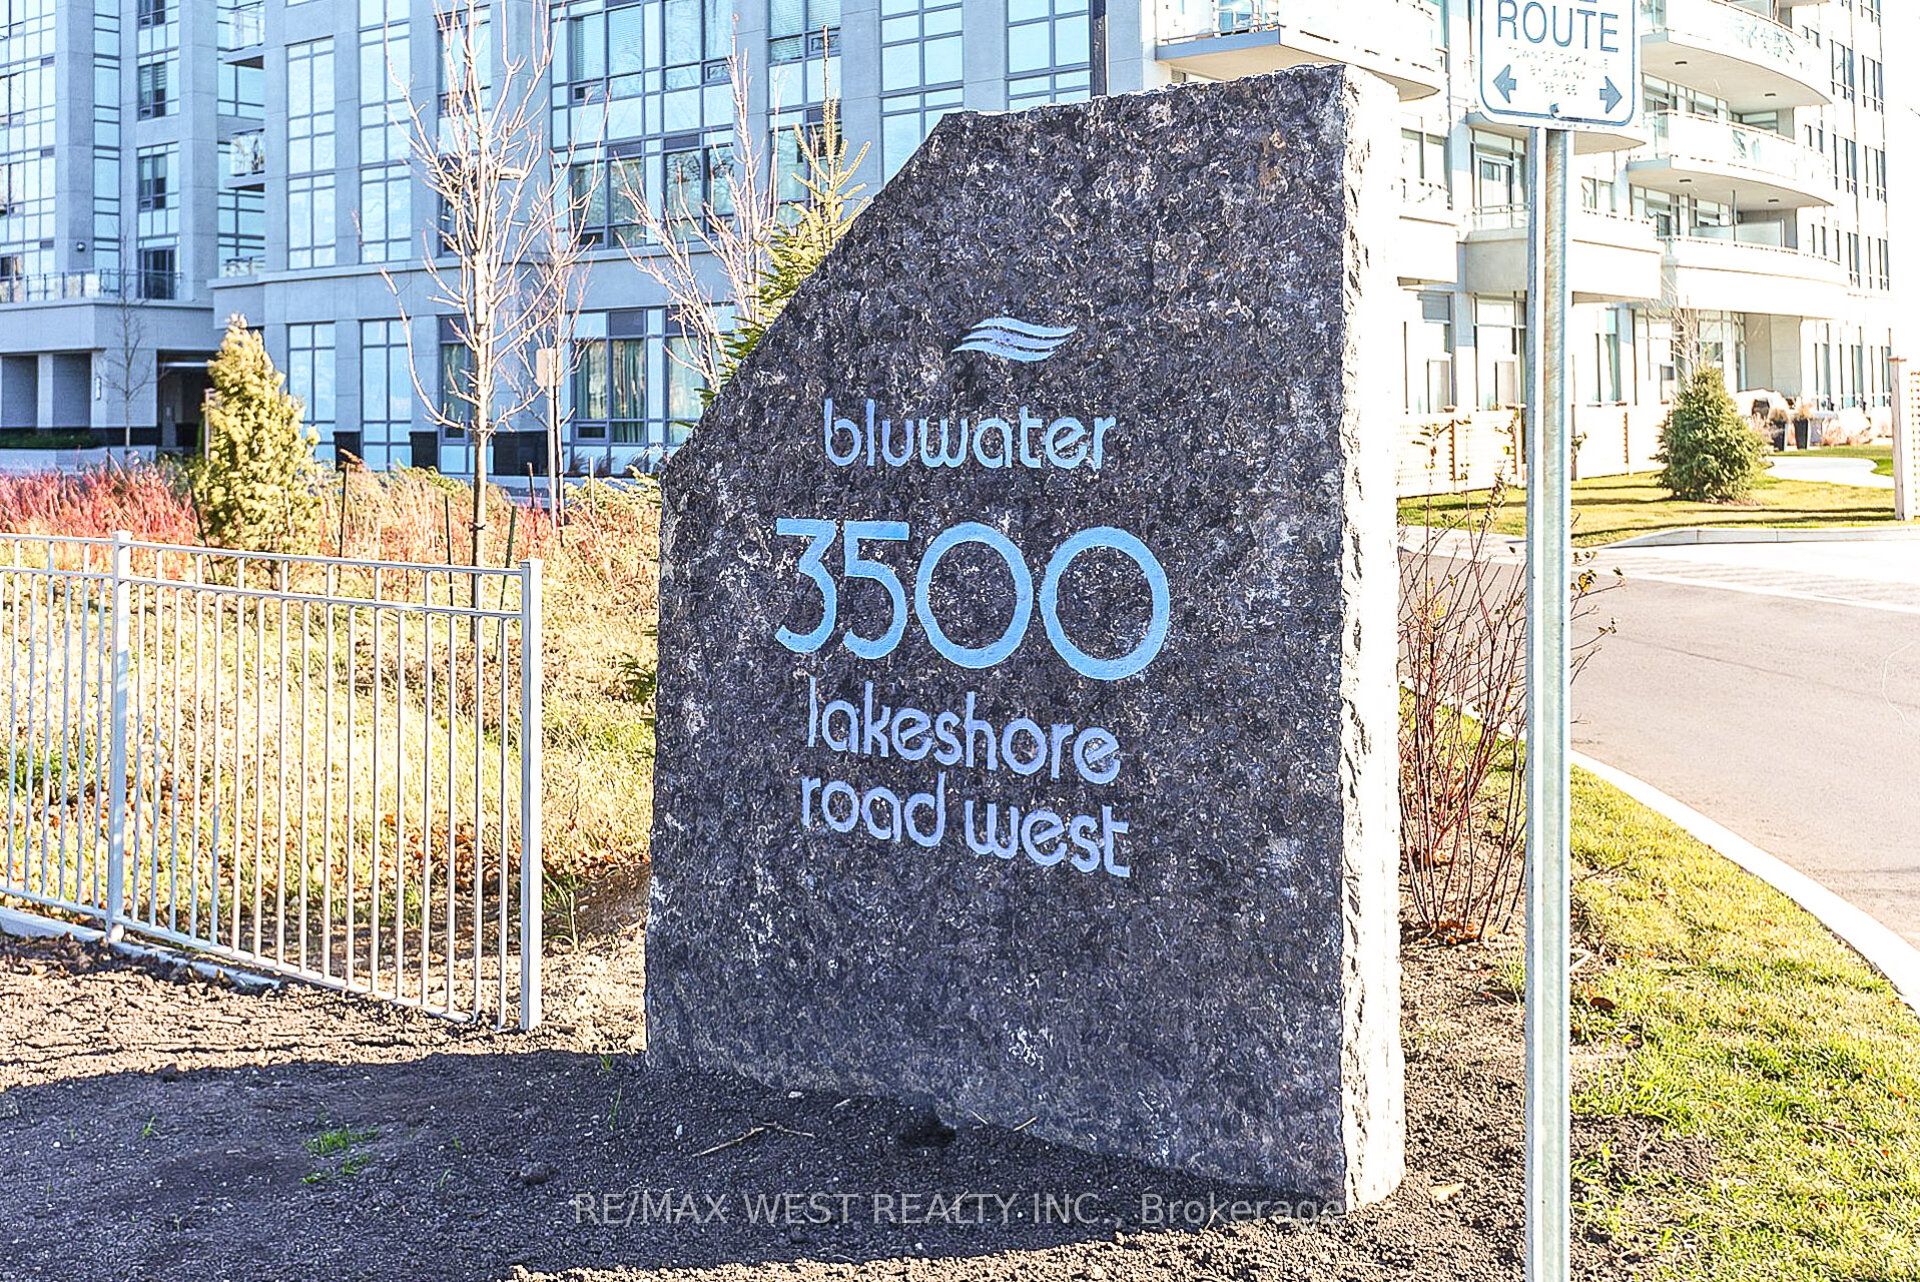 ROUTE
bluwater
3500
lakeshore
road west
RE/MAX WEST REALTY INC., Brokerage